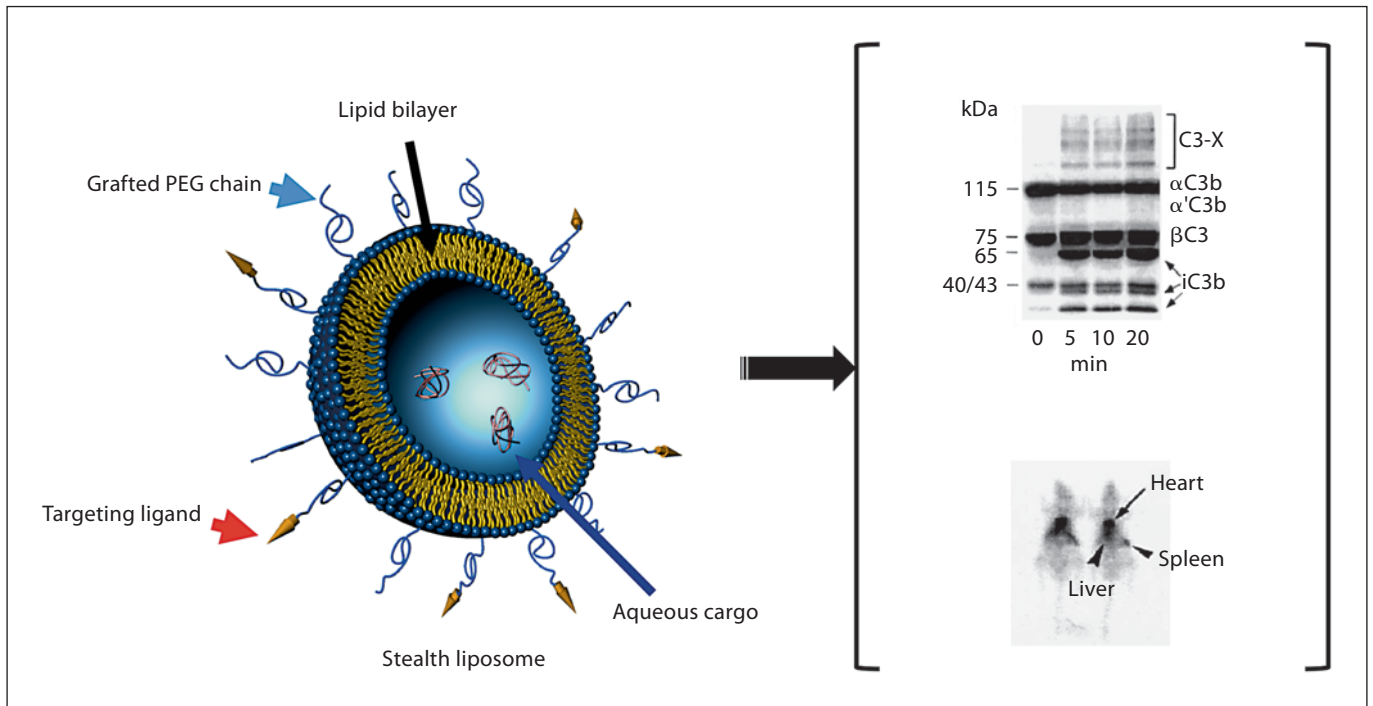 Lipid bilayer
Grafted PEG chain
Targeting ligand
Aqueous cargo
Stealth liposome
kDa
C3-X
115
αC3b
α'C3b
75
βC3
65
40/43
iC3b
0 5 10 20
min
Heart
Spleen
Liver